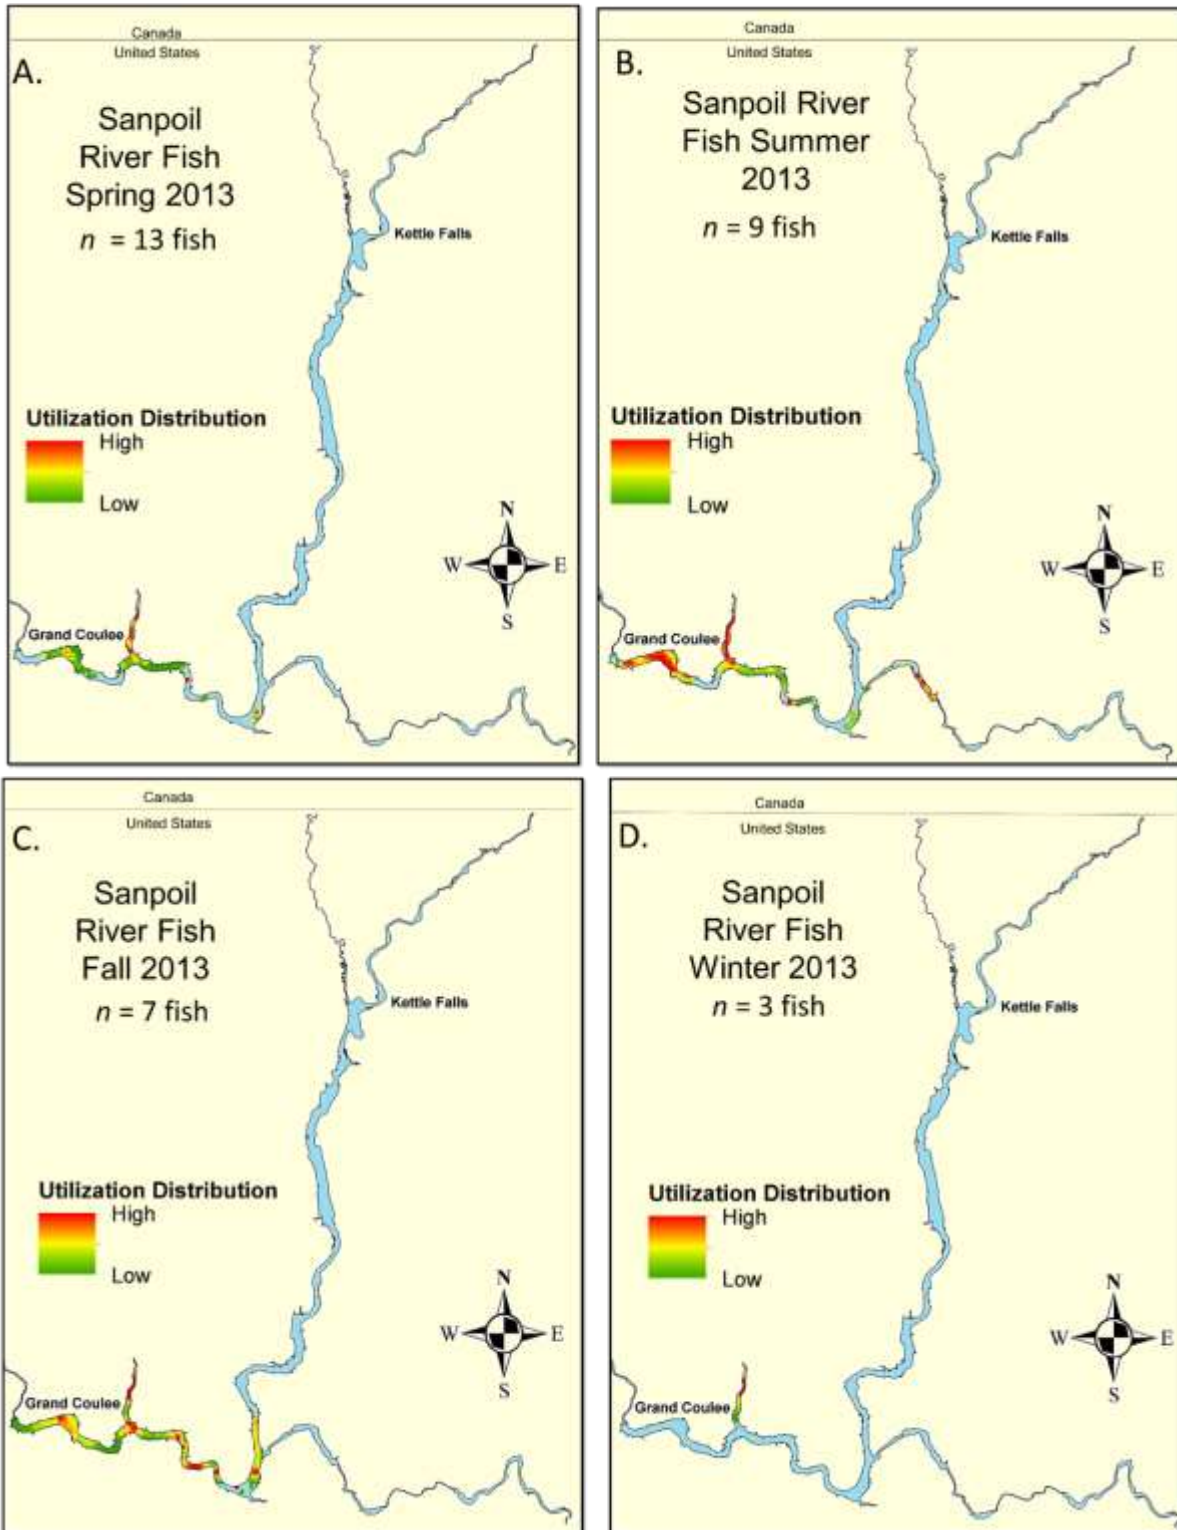 Canada
United States
A.
Sanpoil
River Fish
Spring 2013
n = 13 fish
Kettle Falls
Utilization Distribution
High
Low
N
W
E
S
Grand Coulee
Canada
United States
B.
Sanpoil River
Fish Summer
2013
n = 9 fish
Kettle Falls
Utilization Distribution
High
Low
N
W
E
S
Grand Coulee
Canada
United States
C.
Sanpoil
River Fish
Fall 2013
n = 7 fish
Kettle Falls
Utilization Distribution
High
Low
N
W
E
S
Grand Coulee
Canada
United States
D.
Sanpoil
River Fish
Winter 2013
n = 3 fish
Kettle Falls
Utilization Distribution
High
Low
N
W
E
S
Grand Coulee